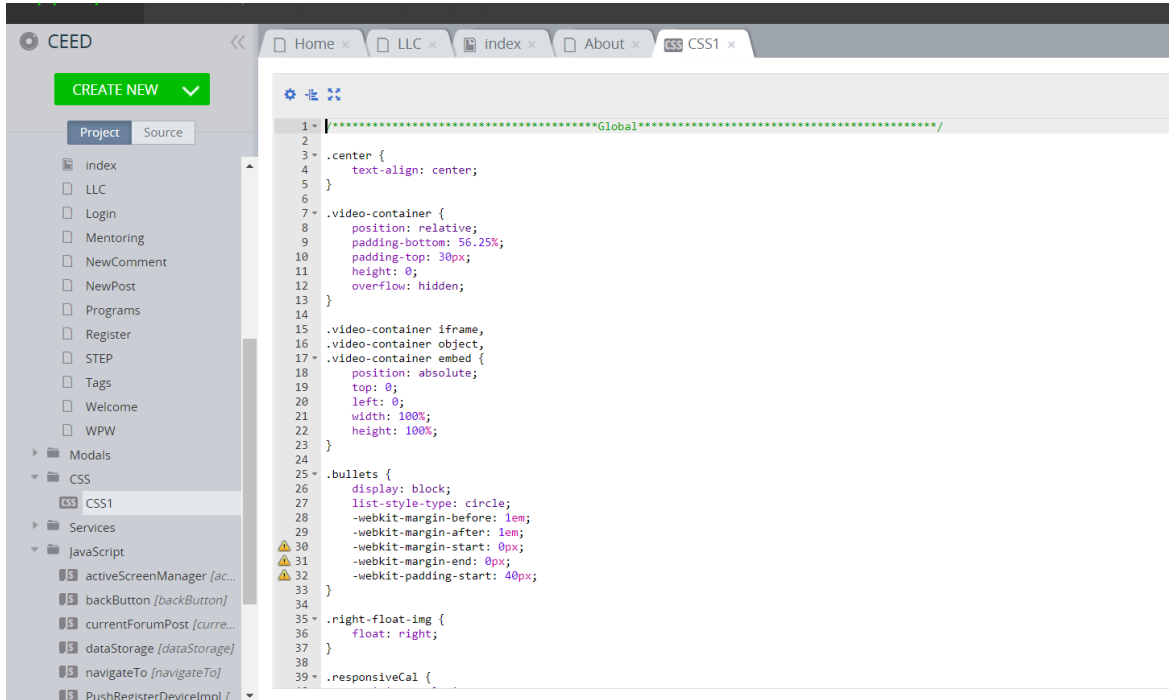 CEED
Home × LLC × index × About × CSS CSS1 ×
CREATE NEW
Project Source
index
LLC
Login
Mentoring
NewComment
NewPost
Programs
Register
STEP
Tags
Welcome
WPW
Modals
CSS
CSS CSS1
Services
JavaScript
JS activeScreenManager [ac...
JS backButton [backButton]
JS currentForumPost [curre...
JS dataStorage [dataStorage]
JS navigateTo [navigateTo]
JS PushRegisterDeviceImpl [
1 /****************************************Global*********************************************/
2
3 .center {
4 text-align: center;
5 }
6
7 .video-container {
8 position: relative;
9 padding-bottom: 56.25%;
10 padding-top: 30px;
11 height: 0;
12 overflow: hidden;
13 }
14
15 .video-container iframe,
16 .video-container object,
17 .video-container embed {
18 position: absolute;
19 top: 0;
20 left: 0;
21 width: 100%;
22 height: 100%;
23 }
24
25 .bullets {
26 display: block;
27 list-style-type: circle;
28 -webkit-margin-before: 1em;
29 -webkit-margin-after: 1em;
30 -webkit-margin-start: 0px;
31 -webkit-margin-end: 0px;
32 -webkit-padding-start: 40px;
33 }
34
35 .right-float-img {
36 float: right;
37 }
38
39 .responsiveCal {